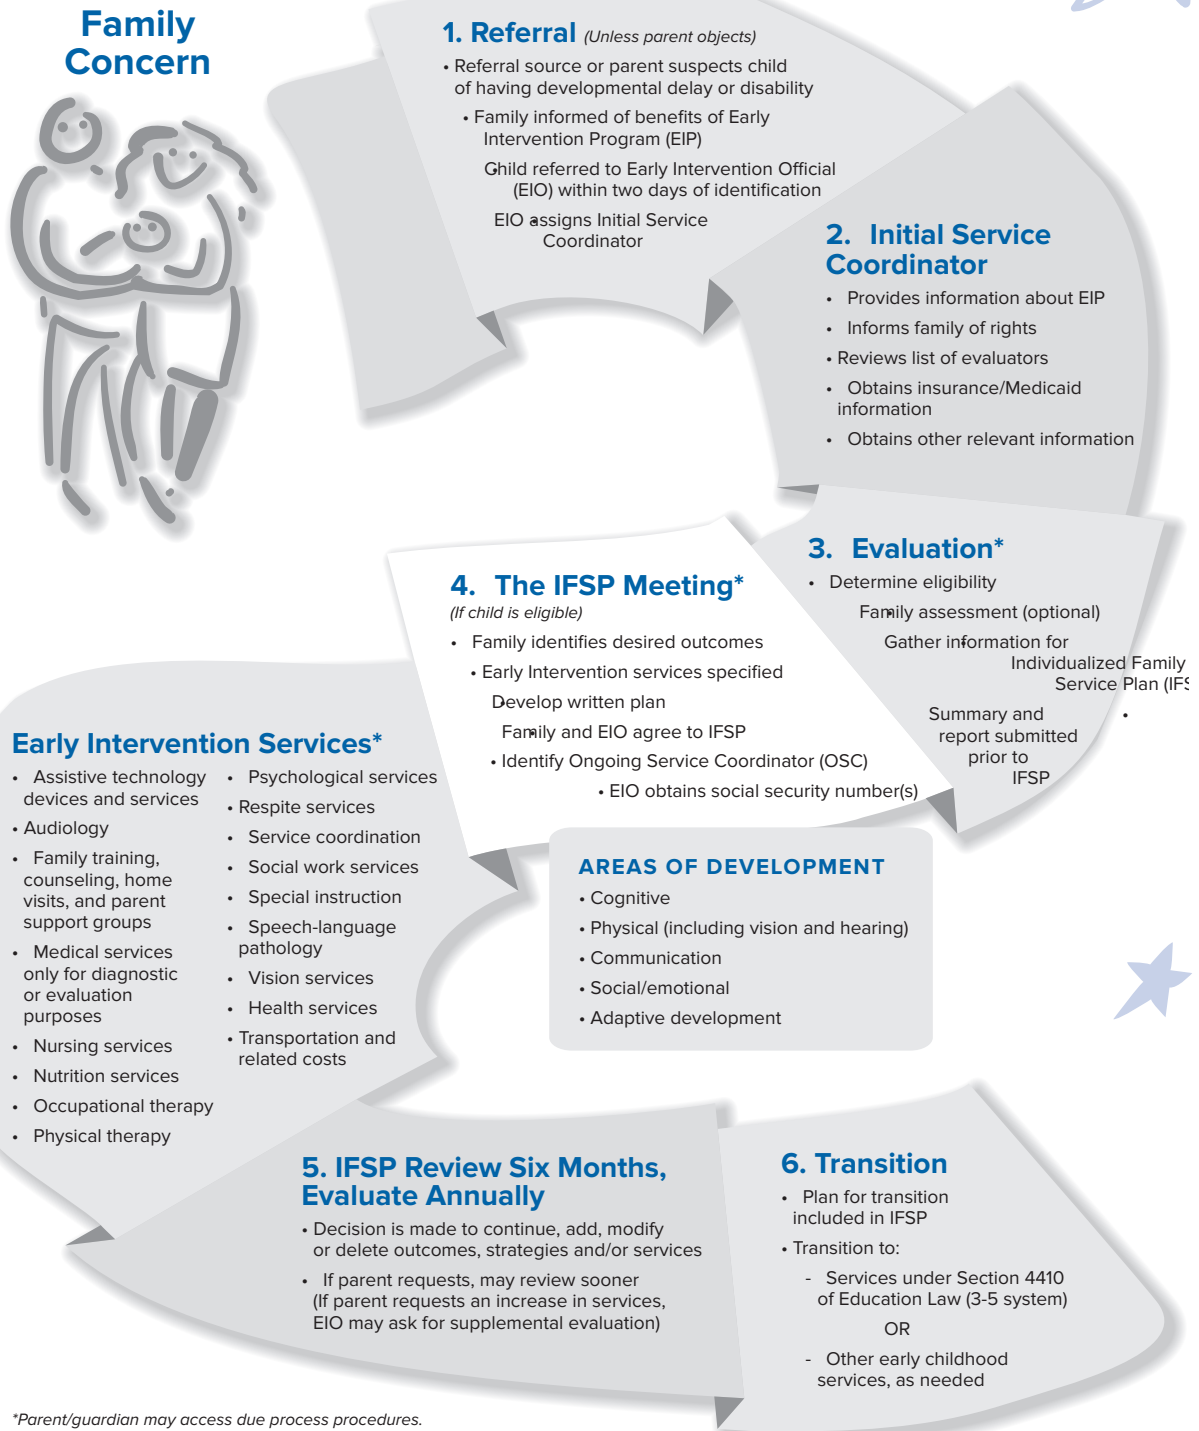 Family
Concern
1. Referral (Unless parent objects)
• Referral source or parent suspects child
of having developmental delay or disability
• Family informed of benefits of Early
Intervention Program (EIP)
• Child referred to Early Intervention Official
(EIO) within two days of identification
• EIO assigns Initial Service
Coordinator
2. Initial Service
Coordinator
• Provides information about EIP
• Informs family of rights
• Reviews list of evaluators
• Obtains insurance/Medicaid
information
• Obtains other relevant information
3. Evaluation*
• Determine eligibility
• Family assessment (optional)
• Gather information for
Individualized Family
Service Plan (IFS
• Summary and
report submitted
prior to
IFSP
4. The IFSP Meeting*
(If child is eligible)
• Family identifies desired outcomes
• Early Intervention services specified
• Develop written plan
• Family and EIO agree to IFSP
• Identify Ongoing Service Coordinator (OSC)
• EIO obtains social security number(s)
Early Intervention Services*
• Assistive technology
devices and services
• Audiology
• Family training,
counseling, home
visits, and parent
support groups
• Medical services
only for diagnostic
or evaluation
purposes
• Nursing services
• Nutrition services
• Occupational therapy
• Physical therapy
• Psychological services
• Respite services
• Service coordination
• Social work services
• Special instruction
• Speech-language
pathology
• Vision services
• Health services
• Transportation and
related costs
AREAS OF DEVELOPMENT
• Cognitive
• Physical (including vision and hearing)
• Communication
• Social/emotional
• Adaptive development
5. IFSP Review Six Months,
Evaluate Annually
• Decision is made to continue, add, modify
or delete outcomes, strategies and/or services
• If parent requests, may review sooner
(If parent requests an increase in services,
EIO may ask for supplemental evaluation)
6. Transition
• Plan for transition
included in IFSP
• Transition to:
- Services under Section 4410
of Education Law (3-5 system)
OR
- Other early childhood
services, as needed
*Parent/guardian may access due process procedures.